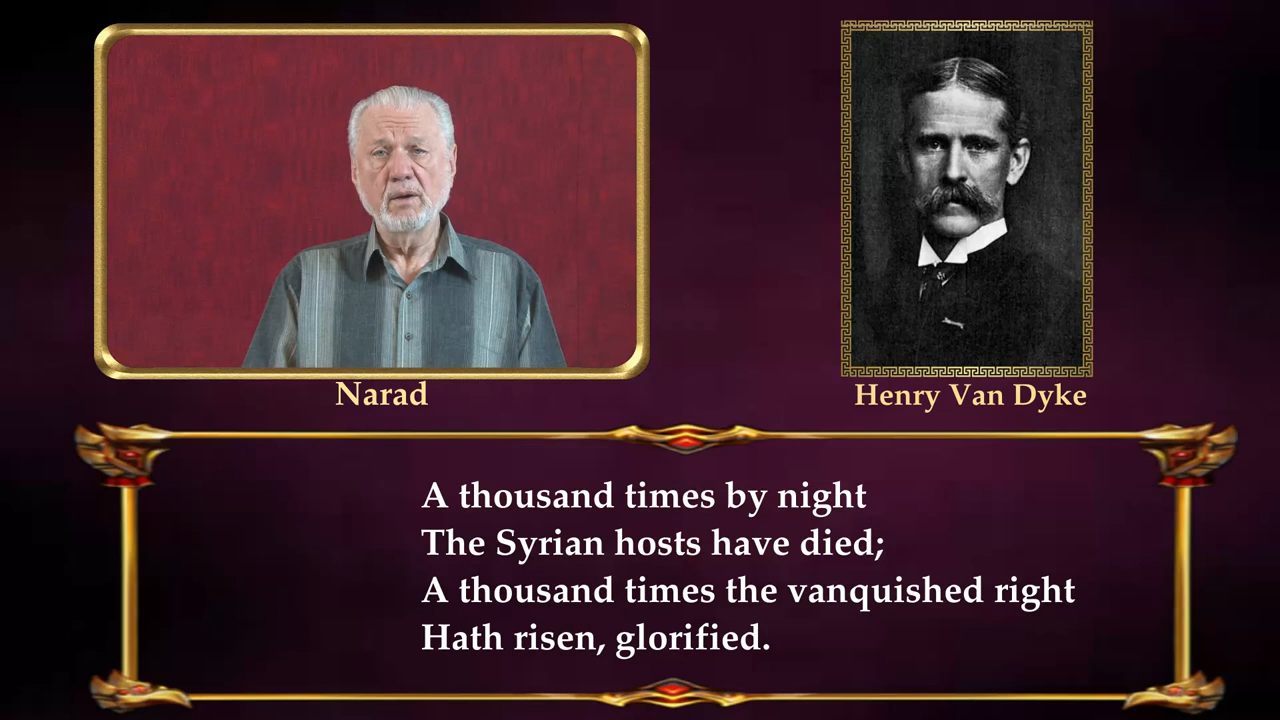 Narad
Henry Van Dyke
A thousand times by night
The Syrian hosts have died;
A thousand times the vanquished right
Hath risen, glorified.